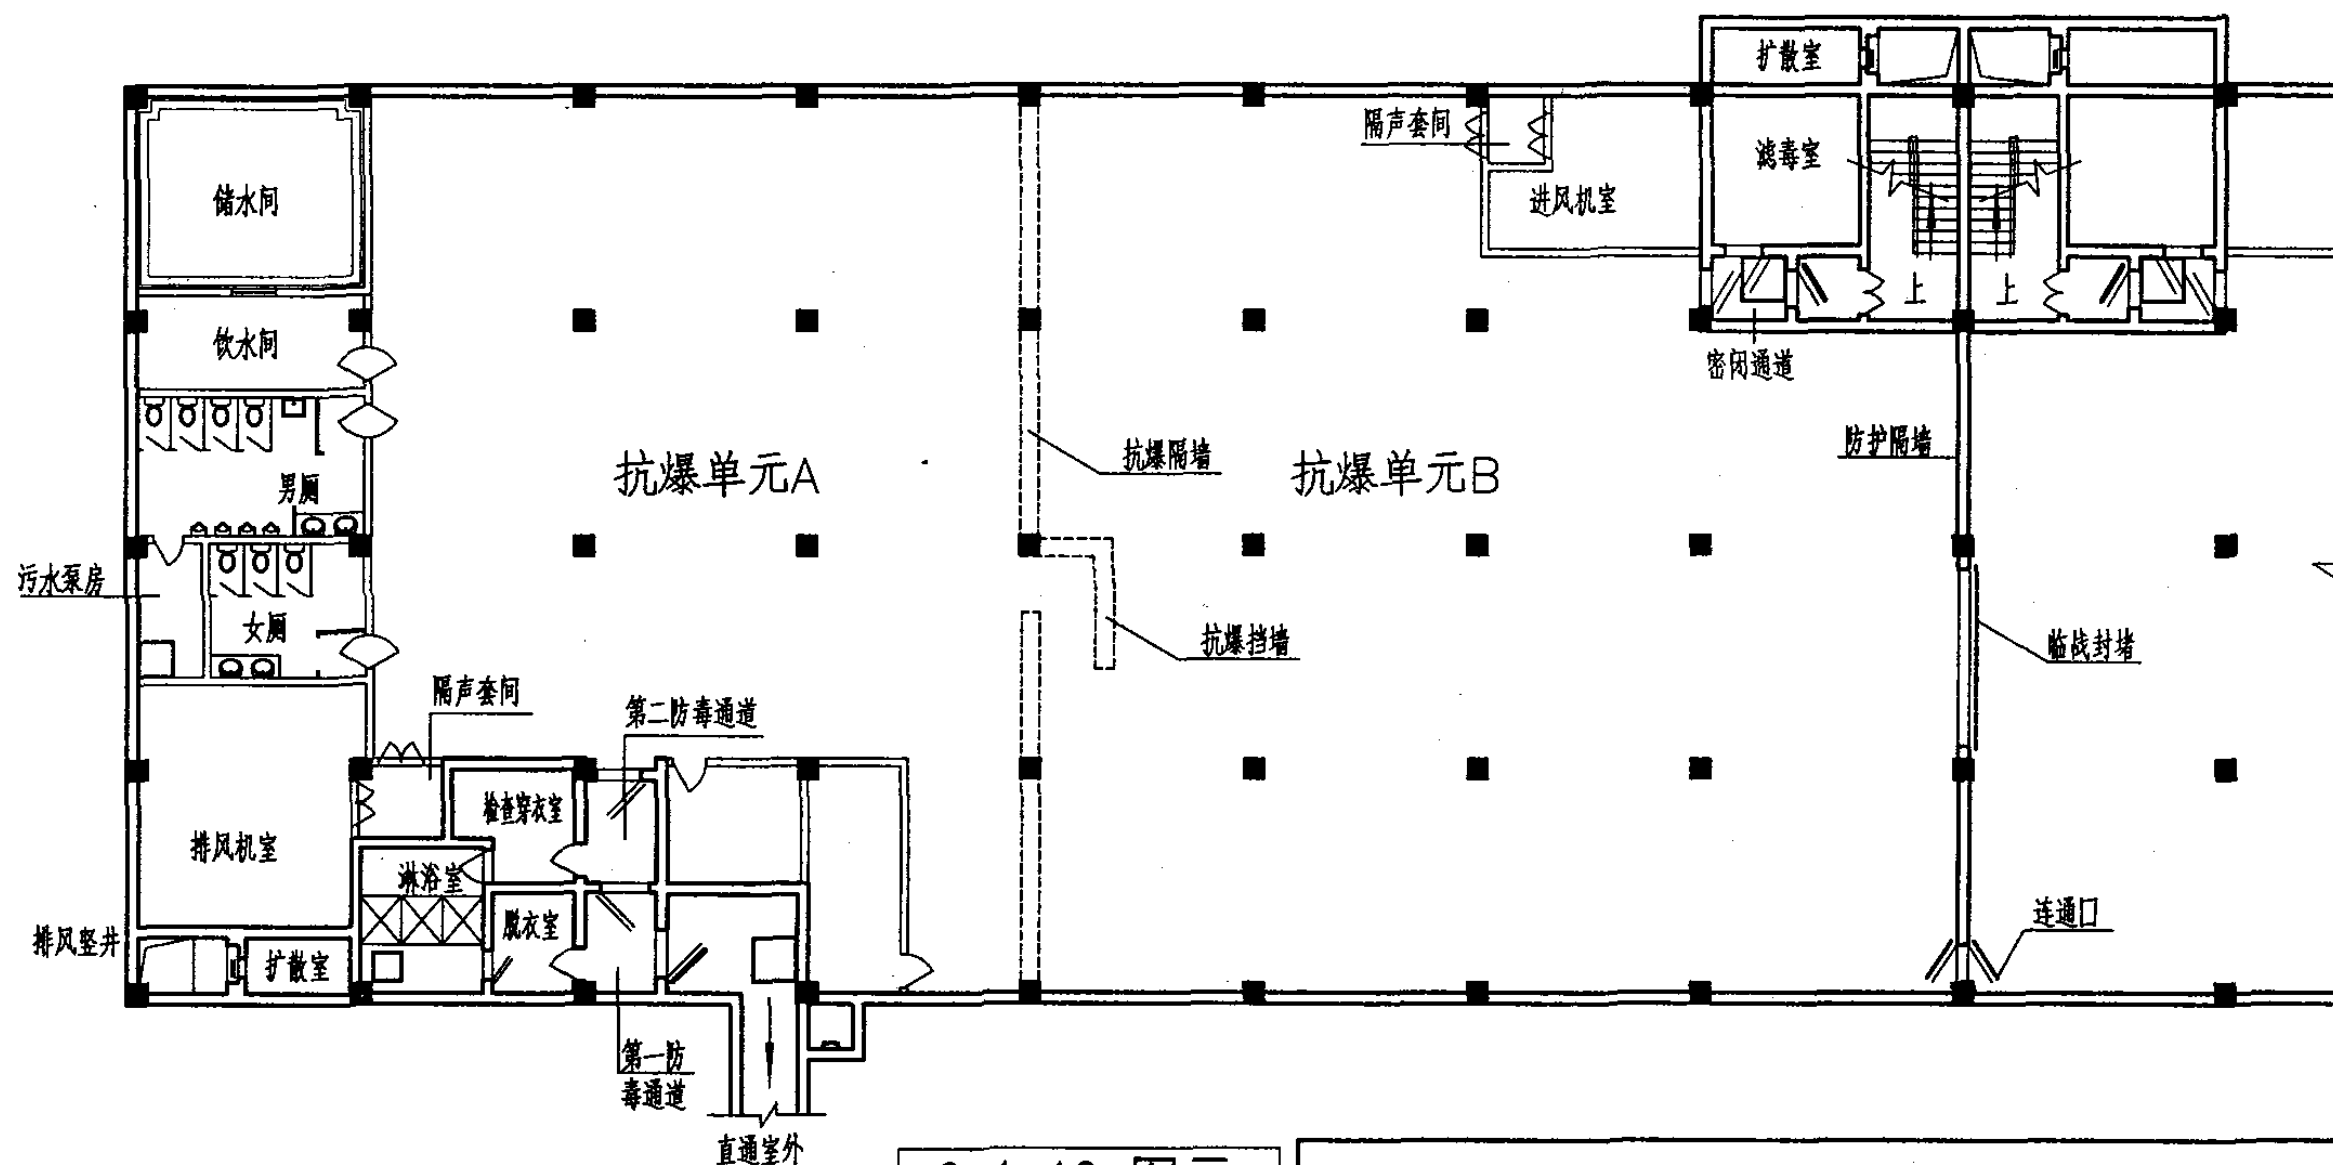 扩散室
隔声套间
滤毒室
储水间
进风机室
上
上
饮水间
密闭通道
防护隔墙
抗爆隔墙
抗爆单元A
抗爆单元B
男厕
污水泵房
女厕
抗爆挡墙
临战封堵
隔声套间
第二防毒通道
检查穿衣室
排风机室
淋浴室
脱衣室
连通口
排风竖井
扩散室
第一防
毒通道
直通室外